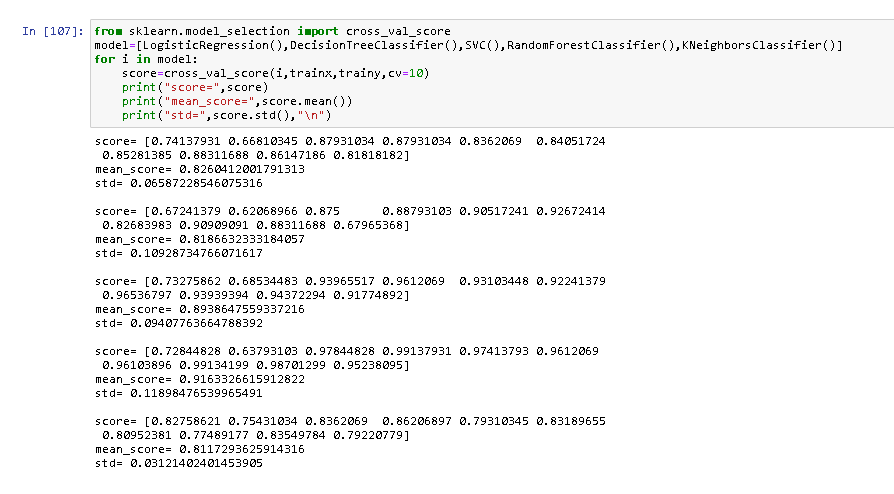 In [107]: from sklearn.model_selection import cross_val_score
model=[LogisticRegression(),DecisionTreeClassifier(),SVC(),RandomForestClassifier(),KNeighborsClassifier()]
for i in model:
    score=cross_val_score(i,trainx,trainy,cv=10)
    print("score=",score)
    print("mean_score=",score.mean())
    print("std=",score.std(),"\n")
score= [0.74137931 0.66810345 0.87931034 0.87931034 0.8362069  0.84051724
 0.85281385 0.88311688 0.86147186 0.81818182]
mean_score= 0.8260412001791313
std= 0.06587228546075316
score= [0.67241379 0.62068966 0.875      0.88793103 0.90517241 0.92672414
 0.82683983 0.90909091 0.88311688 0.67965368]
mean_score= 0.8186632333184057
std= 0.10928734766071617
score= [0.73275862 0.68534483 0.93965517 0.9612069  0.93103448 0.92241379
 0.96536797 0.93939394 0.94372294 0.91774892]
mean_score= 0.8938647559337216
std= 0.09407763664788392
score= [0.72844828 0.63793103 0.97844828 0.99137931 0.97413793 0.9612069
 0.96103896 0.99134199 0.98701299 0.95238095]
mean_score= 0.9163326615912822
std= 0.11898476539965491
score= [0.82758621 0.75431034 0.8362069  0.86206897 0.79310345 0.83189655
 0.80952381 0.77489177 0.83549784 0.79220779]
mean_score= 0.8117293625914316
std= 0.03121402401453905